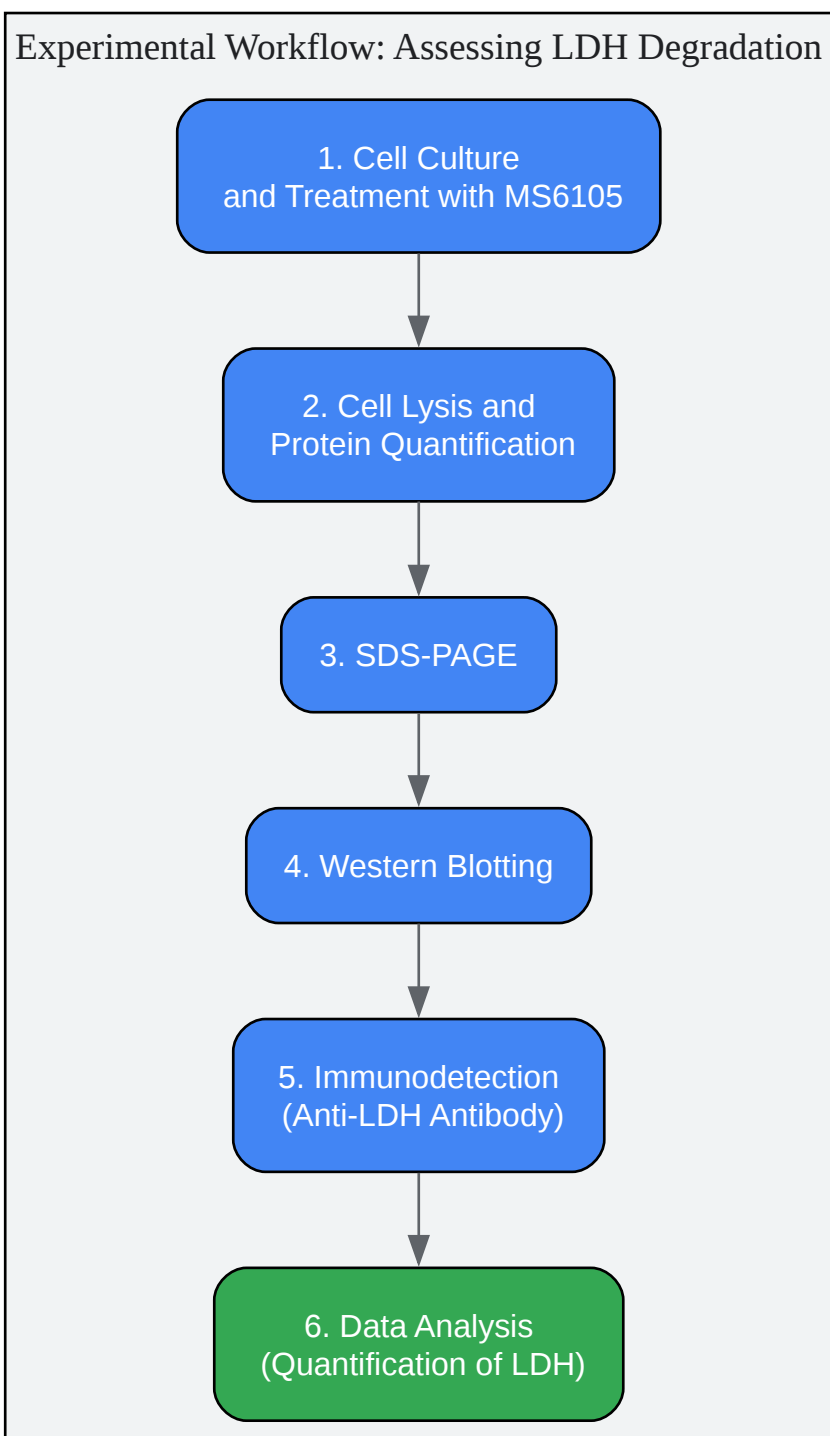 Experimental Workflow: Assessing LDH Degradation
1. Cell Culture
and Treatment with MS6105
2. Cell Lysis and
Protein Quantification
3. SDS-PAGE
4. Western Blotting
5. Immunodetection
(Anti-LDH Antibody)
6. Data Analysis
(Quantification of LDH)